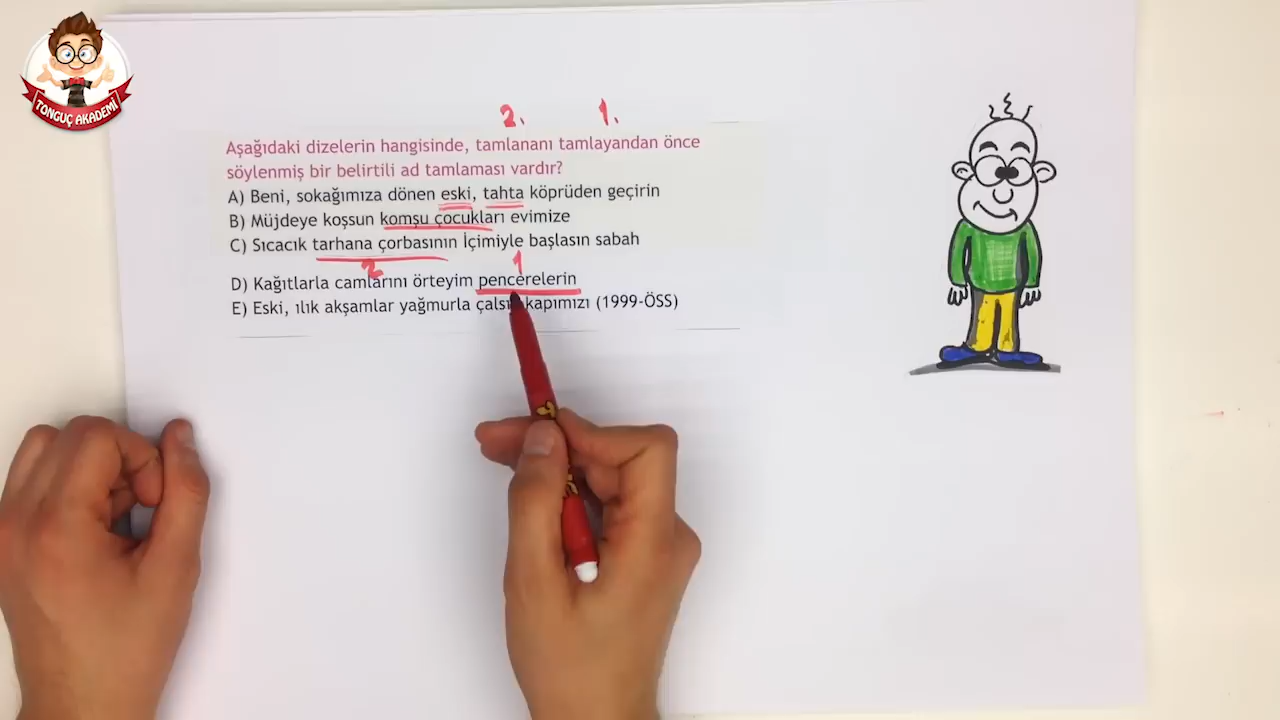 TONGUÇ AKADEMİ
2. 1.
Aşağıdaki dizelerin hangisinde, tamlananı tamlayandan önce
söylenmiş bir belirtili ad tamlaması vardır?
A) Beni, sokağımıza dönen eski, tahta köprüden geçirin
B) Müjdeye koşsun komşu çocukları evimize
C) Sıcacık tarhana çorbasının İçimiyle başlasın sabah
2 1
D) Kağıtlarla camlarını örteyim pencerelerin
E) Eski, ılık akşamlar yağmurla kapımızı (1999-ÖSS)